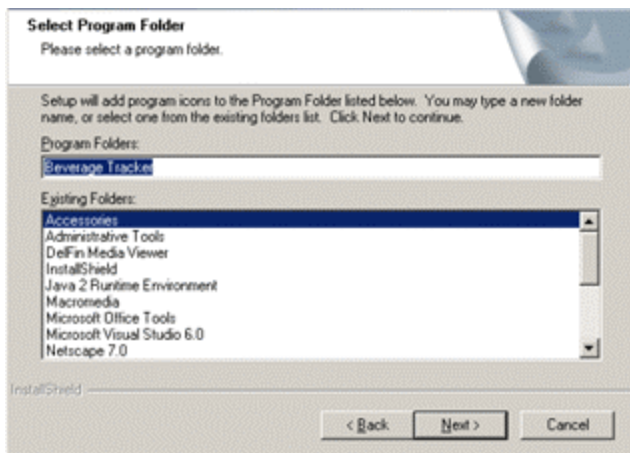 Select Program Folder
Please select a program folder.
Setup will add program icons to the Program Folder listed below. You may type a new folder
name, or select one from the existing folders list. Click Next to continue.
Program Folders:
Beverage Tracker
Existing Folders:
Accessories
Administrative Tools
DelFin Media Viewer
InstallShield
Java 2 Runtime Environment
Macromedia
Microsoft Office Tools
Microsoft Visual Studio 6.0
Netscape 7.0
InstallShield
< Back Next > Cancel